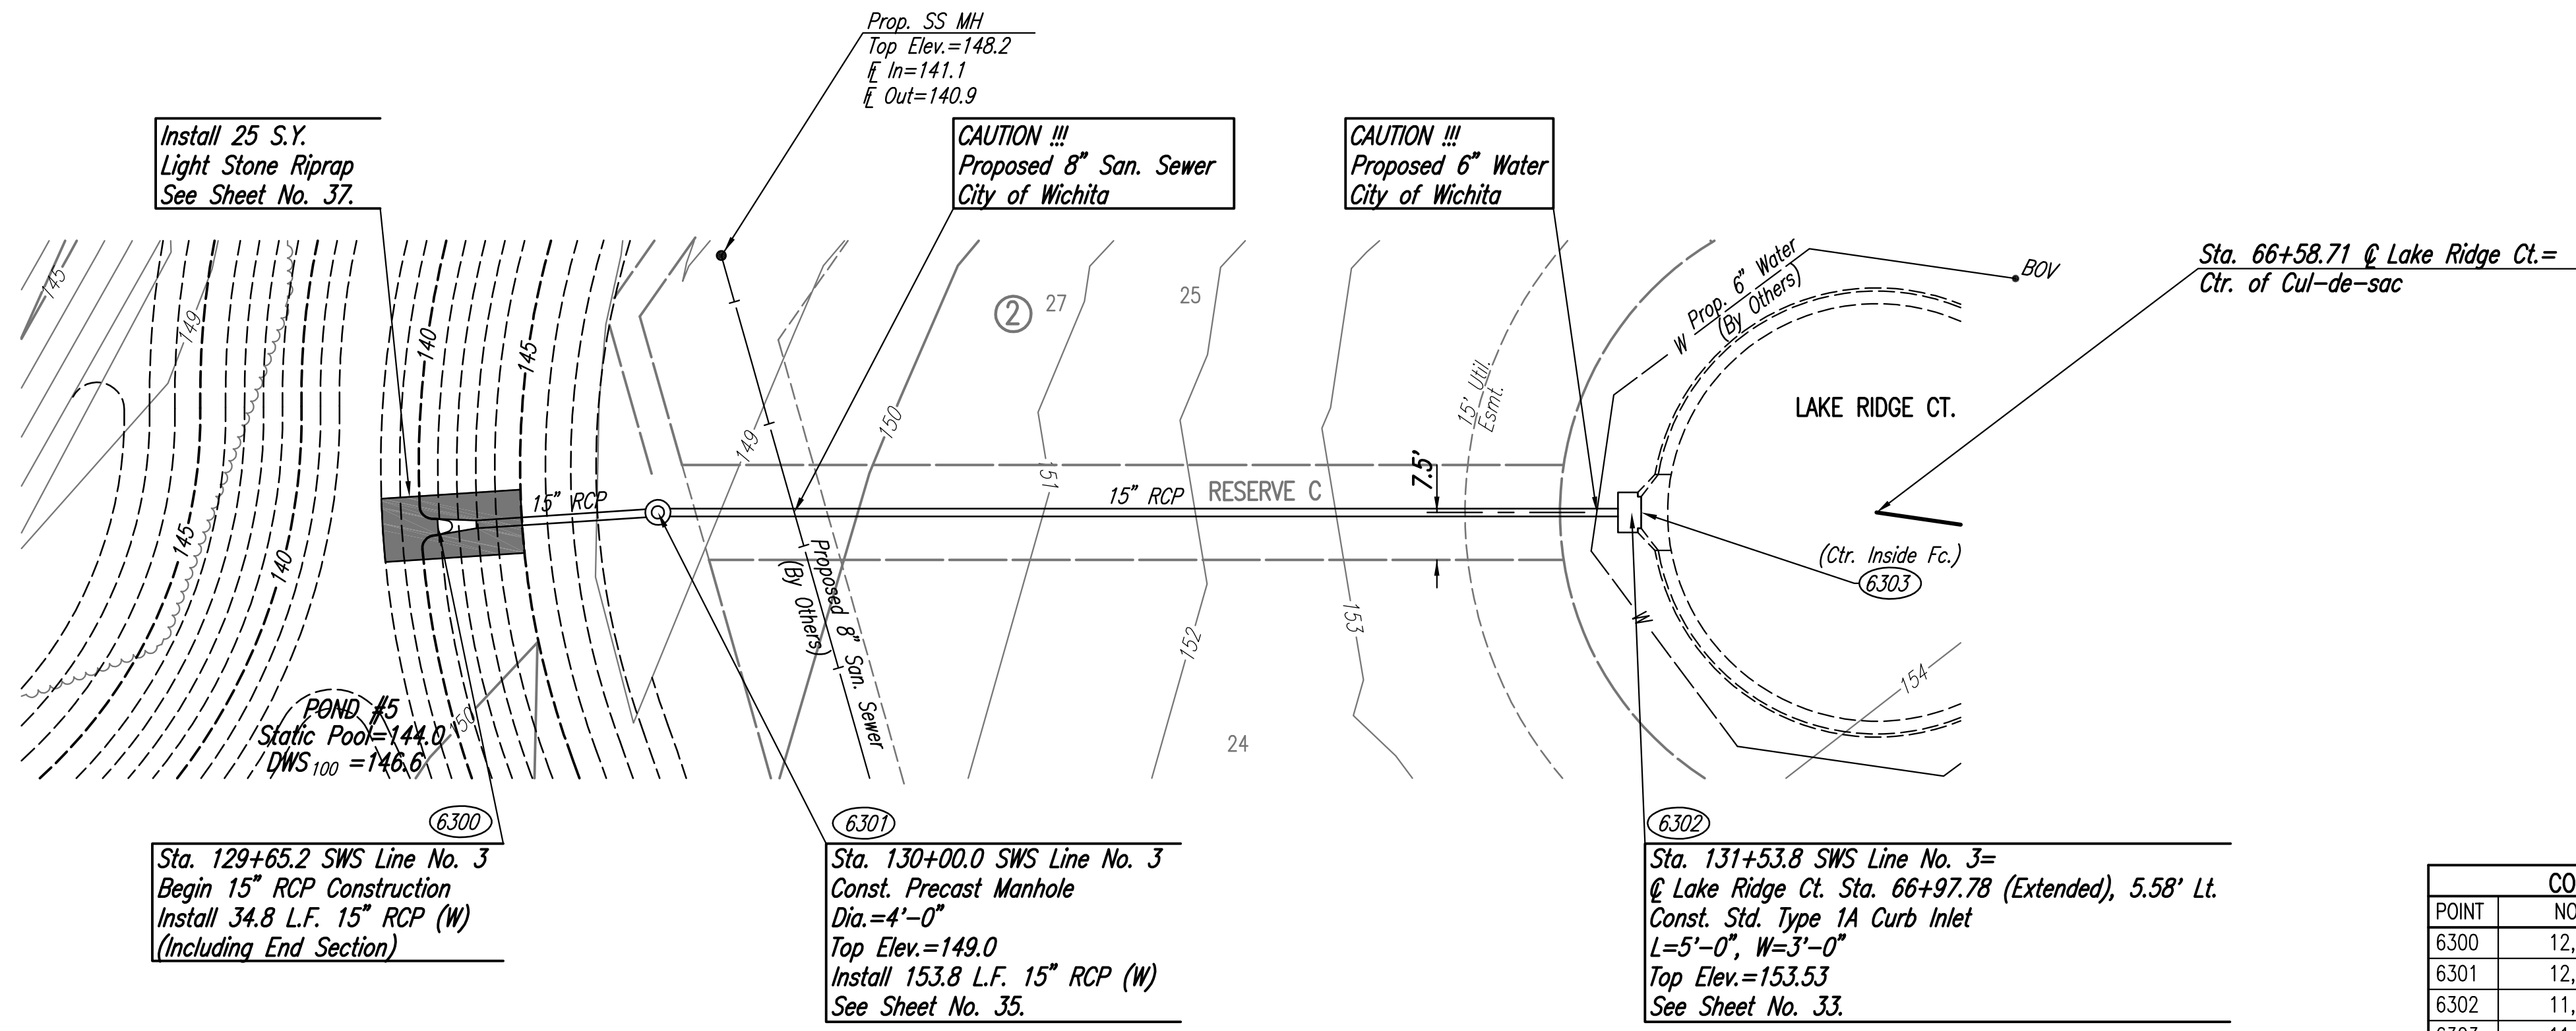 Prop. SS MH
Top Elev.=148.2
FL In=141.1
FL Out=140.9
Install 25 S.Y.
Light Stone Riprap
See Sheet No. 37.
CAUTION !!!
Proposed 8" San. Sewer
City of Wichita
CAUTION !!!
Proposed 6" Water
City of Wichita
Sta. 66+58.71 ℄ Lake Ridge Ct.=
Ctr. of Cul-de-sac
BOV
W Prop. 6" Water
(By Others)
145
149
140
145
2
27
25
15' Util.
Esmt.
LAKE RIDGE CT.
149
150
151
7.5'
15" RCP
15" RCP
RESERVE C
145
140
(Ctr. Inside Fc.)
6303
Proposed 8" San. Sewer
(By Others)
152
153
W
154
24
POND #5
Static Pool=144.0
DWS100 =146.6
150
6300
Sta. 129+65.2 SWS Line No. 3
Begin 15" RCP Construction
Install 34.8 L.F. 15" RCP (W)
(Including End Section)
6301
Sta. 130+00.0 SWS Line No. 3
Const. Precast Manhole
Dia.=4'-0"
Top Elev.=149.0
Install 153.8 L.F. 15" RCP (W)
See Sheet No. 35.
6302
Sta. 131+53.8 SWS Line No. 3=
℄ Lake Ridge Ct. Sta. 66+97.78 (Extended), 5.58' Lt.
Const. Std. Type 1A Curb Inlet
L=5'-0", W=3'-0"
Top Elev.=153.53
See Sheet No. 33.
CO
POINT NO
6300 12,
6301 12,
6302 11,